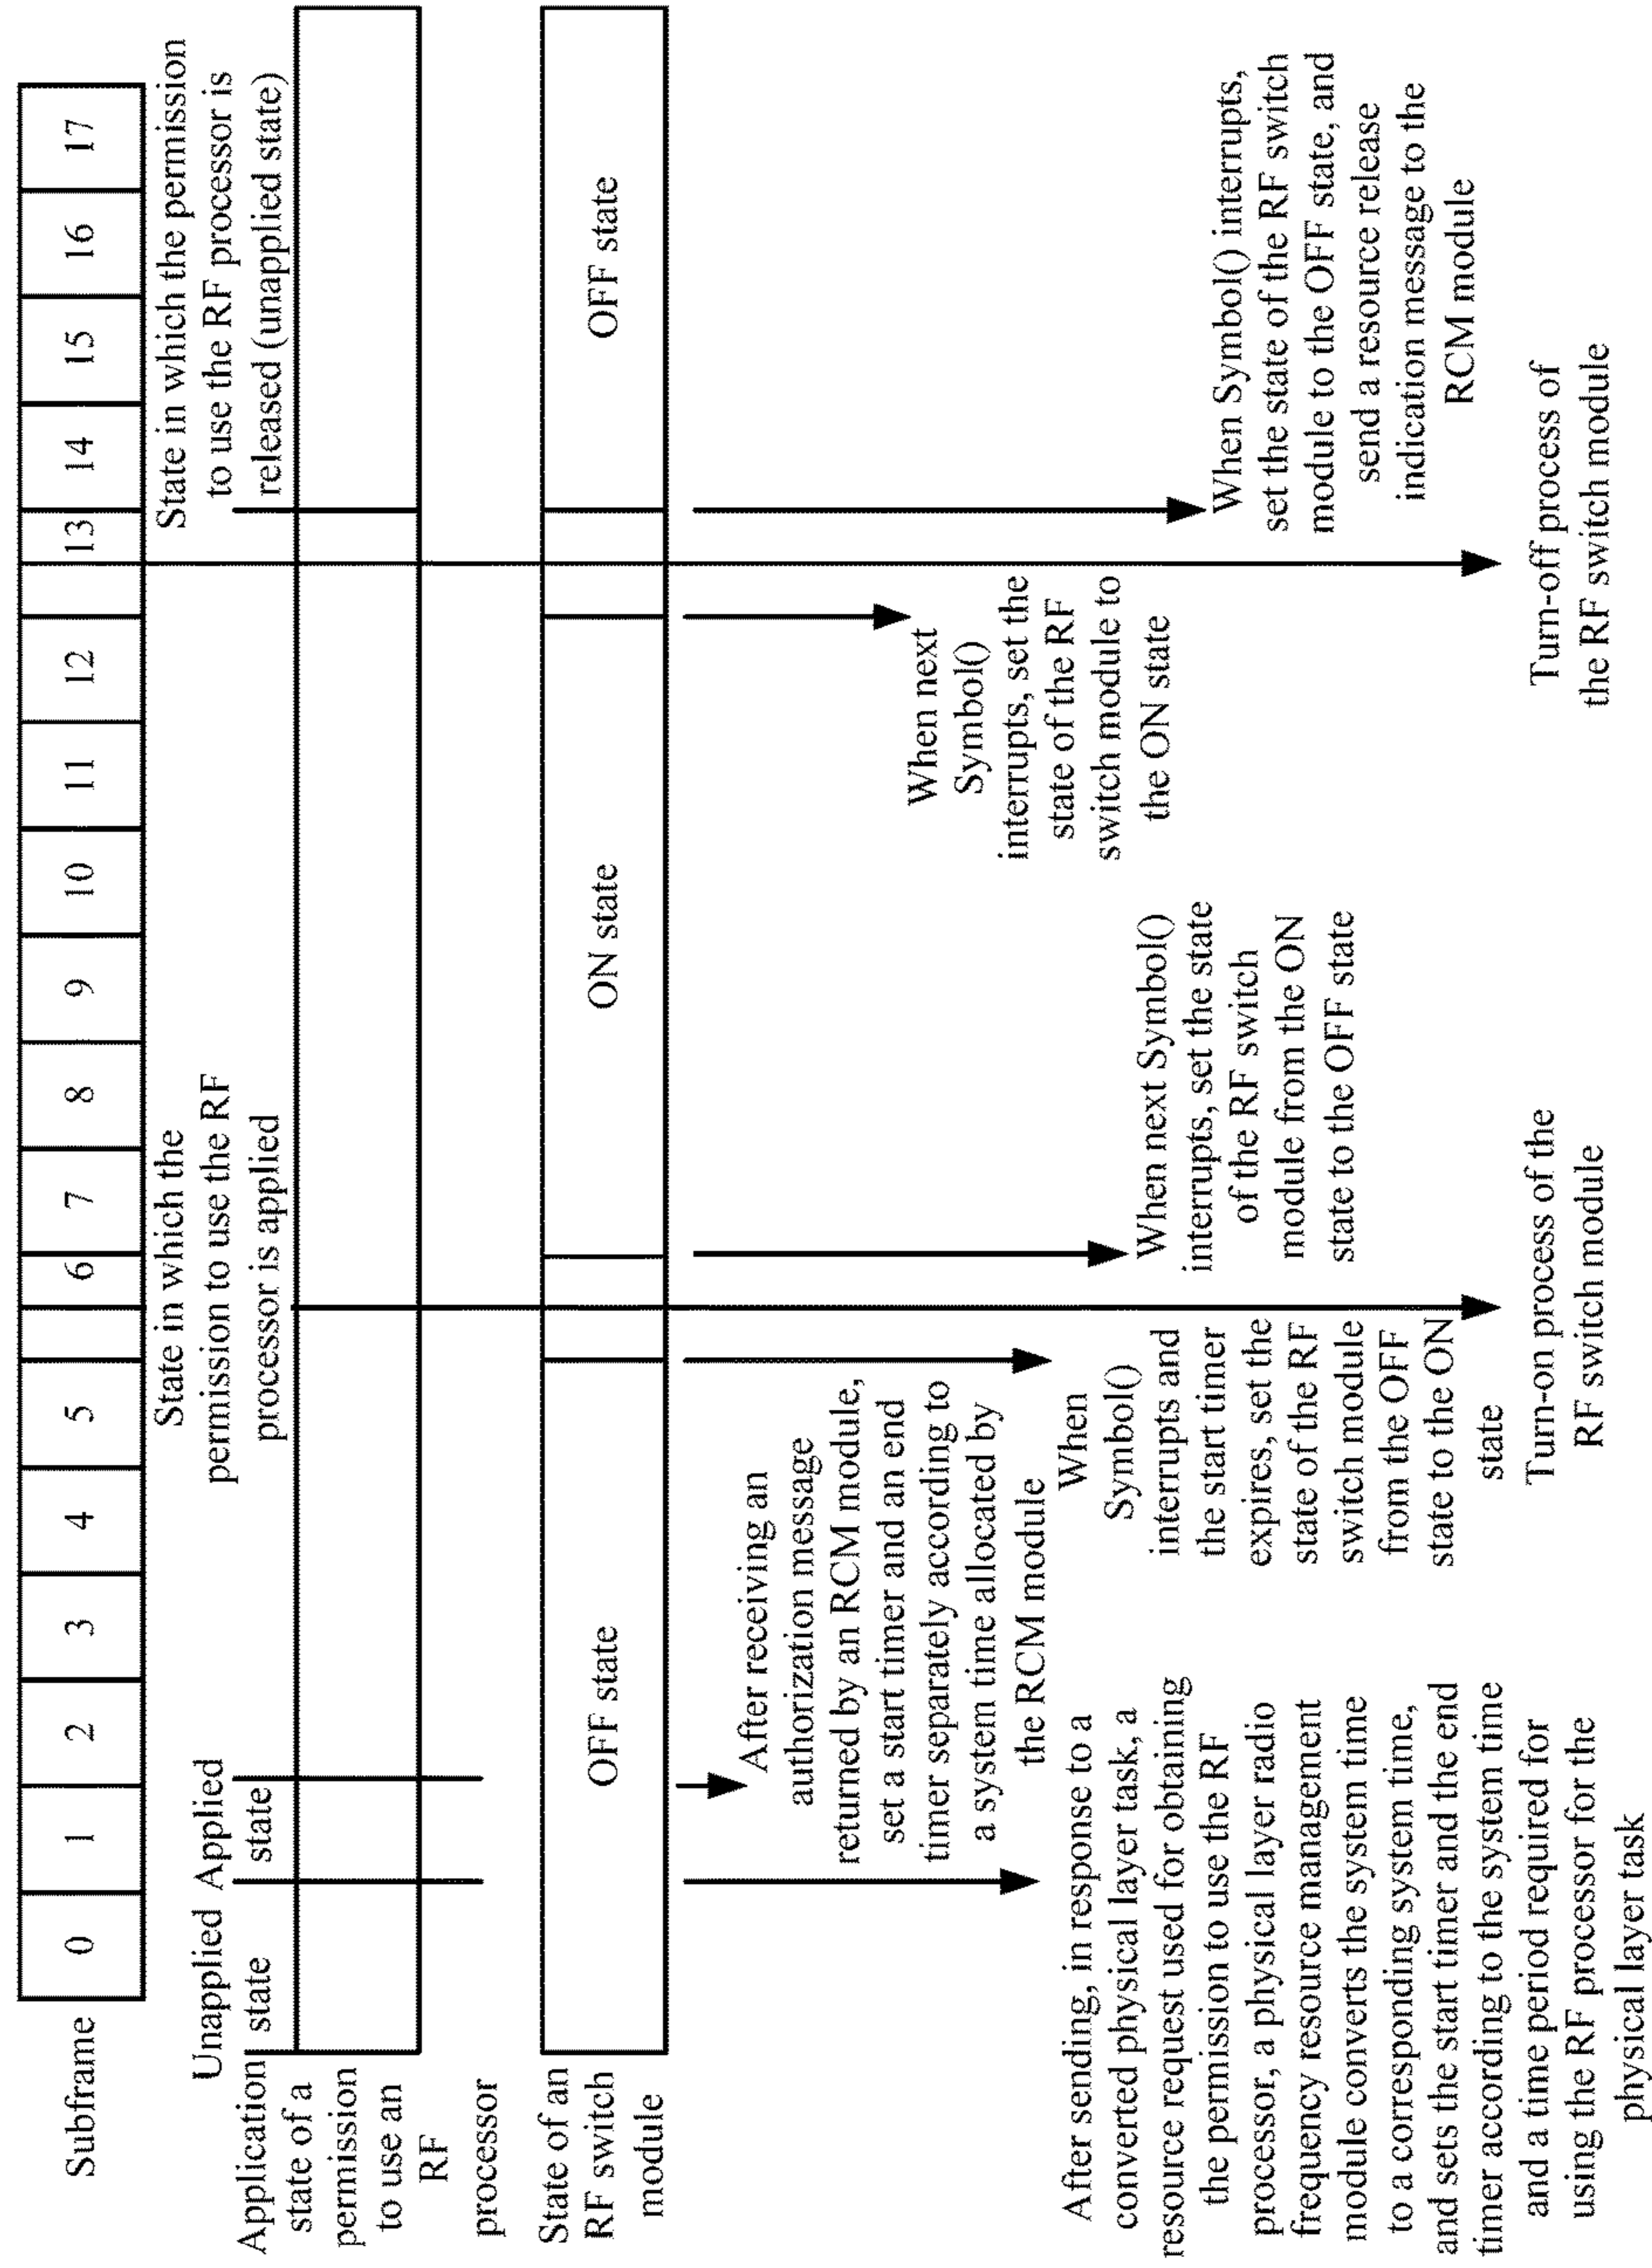 Subframe
0
1
2
3
4
5
6
7
8
9
10
11
12
13
14
15
16
17
Application
state of a
permission
to use an
RF
processor
Unapplied
state
Applied
state
State in which the
permission to use the RF
processor is applied
State in which the permission
to use the RF processor is
released (unapplied state)
State of an
RF switch
module
OFF state
ON state
OFF state
After sending, in response to a
converted physical layer task, a
resource request used for obtaining
the permission to use the RF
processor, a physical layer radio
frequency resource management
module converts the system time
to a corresponding system time,
and sets the start timer and the end
timer according to the system time
and a time period required for
using the RF processor for the
physical layer task
After receiving an
authorization message
returned by an RCM module,
set a start timer and an end
timer separately according to
a system time allocated by
the RCM module
When
Symbol()
interrupts and
the start timer
expires, set the
state of the RF
switch module
from the OFF
state to the ON
state
Turn-on process of the
RF switch module
When next Symbol()
interrupts, set the state
of the RF switch
module from the ON
state to the OFF state
When next
Symbol()
interrupts, set the
state of the RF
switch module to
the ON state
When Symbol() interrupts,
set the state of the RF switch
module to the OFF state, and
send a resource release
indication message to the
RCM module
Turn-off process of
the RF switch module